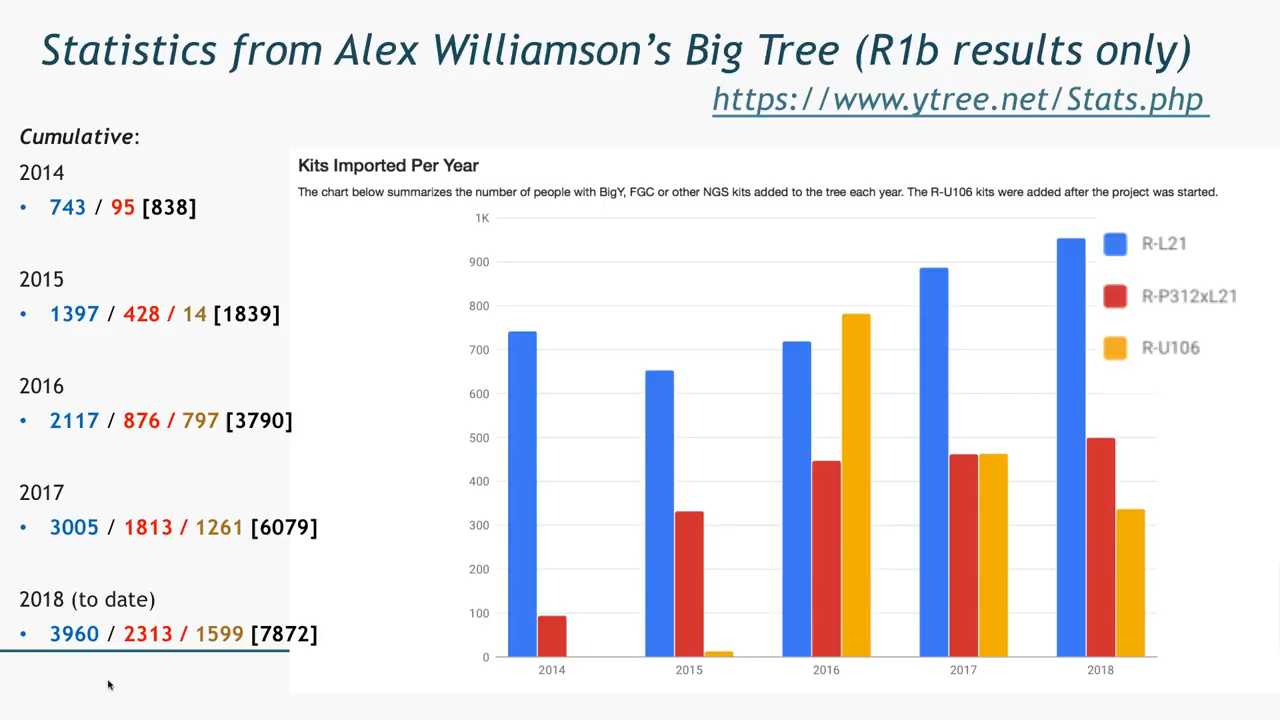 Statistics from Alex Williamson’s Big Tree (R1b results only)
https://www.ytree.net/Stats.php
Cumulative:
2014
• 743 / 95 [838]
2015
• 1397 / 428 / 14 [1839]
2016
• 2117 / 876 / 797 [3790]
2017
• 3005 / 1813 / 1261 [6079]
2018 (to date)
• 3960 / 2313 / 1599 [7872]
Kits Imported Per Year
The chart below summarizes the number of people with BigY, FGC or other NGS kits added to the tree each year. The R-U106 kits were added after the project was started.
1K
900
800
700
600
500
400
300
200
100
0
2014 2015 2016 2017 2018
R-L21
R-P312xL21
R-U106